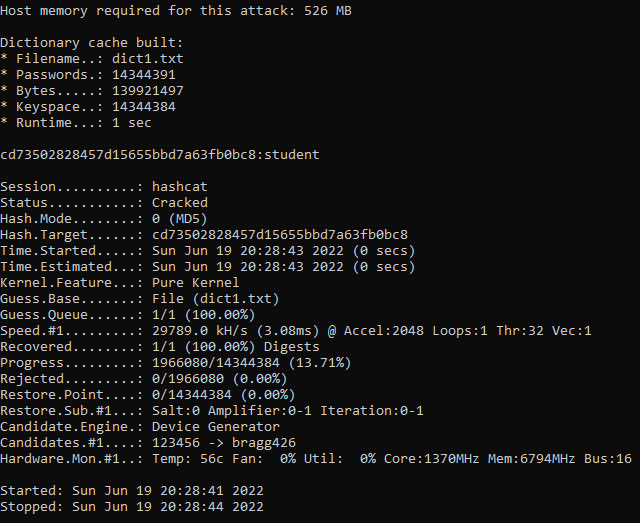 Host memory required for this attack: 526 MB
Dictionary cache built:
* Filename..: dict1.txt
* Passwords.: 14344391
* Bytes.....: 139921497
* Keyspace..: 14344384
* Runtime...: 1 sec
cd73502828457d15655bbd7a63fb0bc8:student
Session..........: hashcat
Status...........: Cracked
Hash.Mode........: 0 (MD5)
Hash.Target......: cd73502828457d15655bbd7a63fb0bc8
Time.Started.....: Sun Jun 19 20:28:43 2022 (0 secs)
Time.Estimated...: Sun Jun 19 20:28:43 2022 (0 secs)
Kernel.Feature...: Pure Kernel
Guess.Base.......: File (dict1.txt)
Guess.Queue......: 1/1 (100.00%)
Speed.#1.........: 29789.0 kH/s (3.08ms) @ Accel:2048 Loops:1 Thr:32 Vec:1
Recovered........: 1/1 (100.00%) Digests
Progress.........: 1966080/14344384 (13.71%)
Rejected.........: 0/1966080 (0.00%)
Restore.Point....: 0/14344384 (0.00%)
Restore.Sub.#1...: Salt:0 Amplifier:0-1 Iteration:0-1
Candidate.Engine.: Device Generator
Candidates.#1....: 123456 -> bragg426
Hardware.Mon.#1..: Temp: 56c Fan:  0% Util:  0% Core:1370MHz Mem:6794MHz Bus:16
Started: Sun Jun 19 20:28:41 2022
Stopped: Sun Jun 19 20:28:44 2022